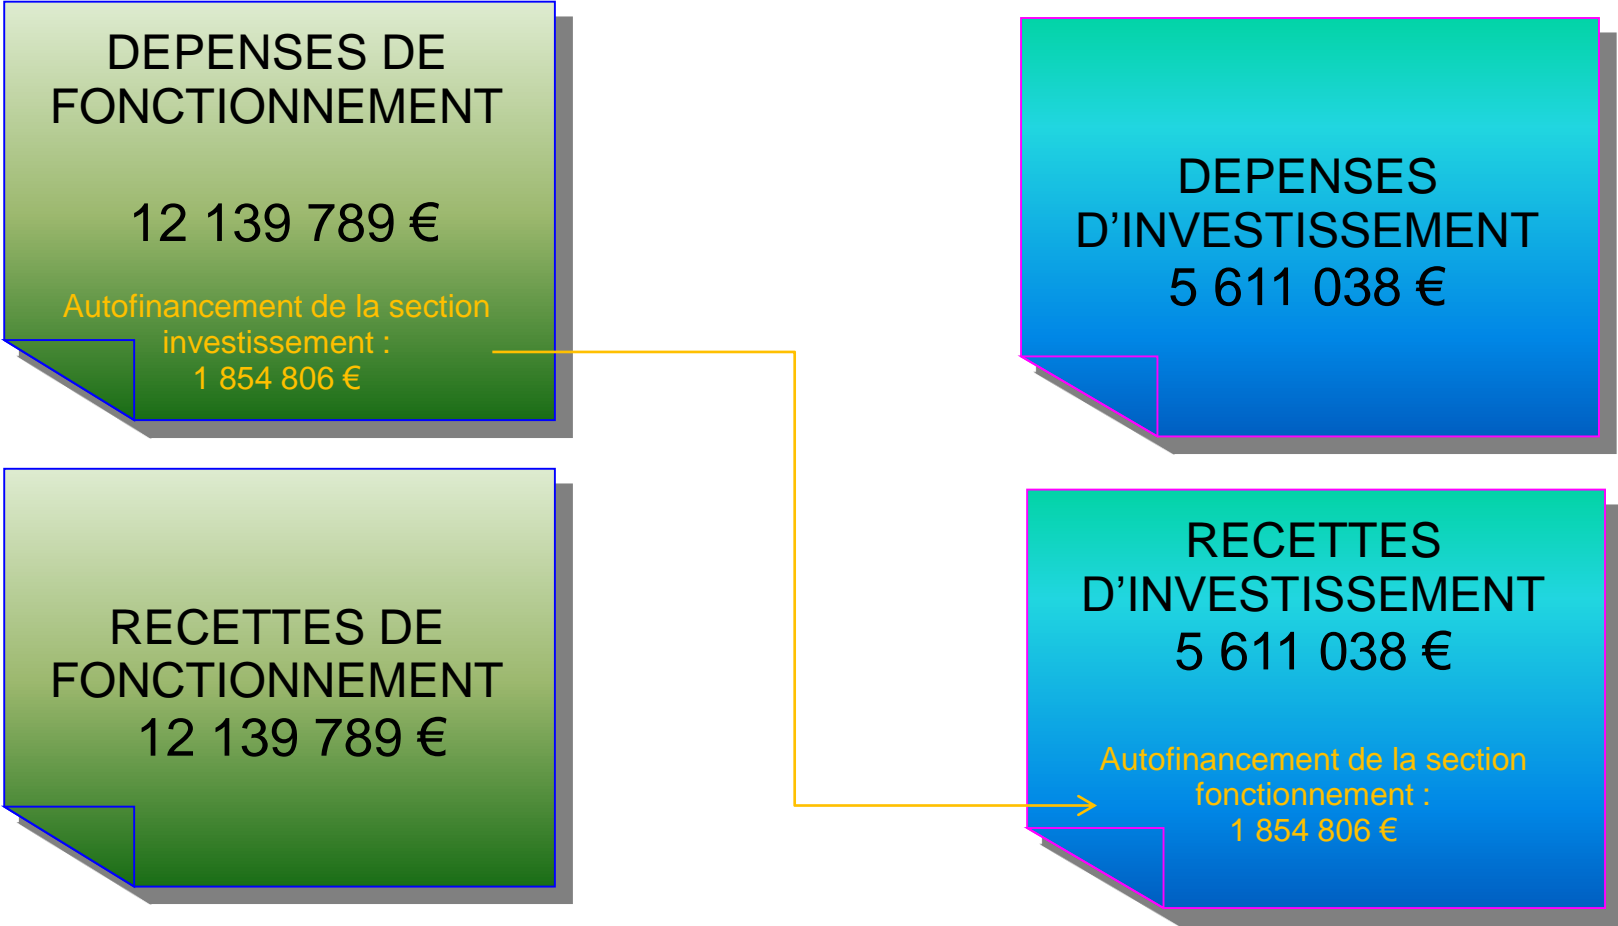 DEPENSES DE
FONCTIONNEMENT
12 139 789 €
Autofinancement de la section
investissement :
1 854 806 €
DEPENSES
D’INVESTISSEMENT
5 611 038 €
RECETTES DE
FONCTIONNEMENT
12 139 789 €
RECETTES
D’INVESTISSEMENT
5 611 038 €
Autofinancement de la section
fonctionnement :
1 854 806 €